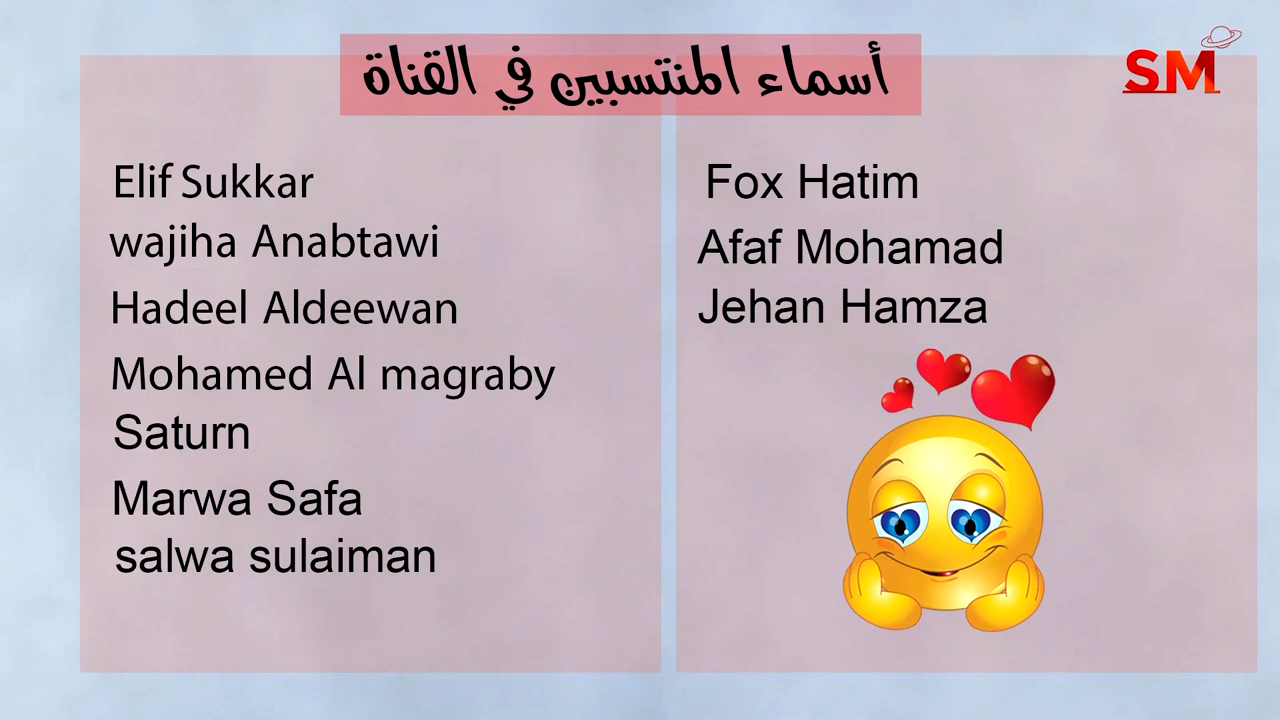 أسماء المنتسبين في القناة
SM
Elif Sukkar
wajiha Anabtawi
Hadeel Aldeewan
Mohamed Al magraby
Saturn
Marwa Safa
salwa sulaiman
Fox Hatim
Afaf Mohamad
Jehan Hamza